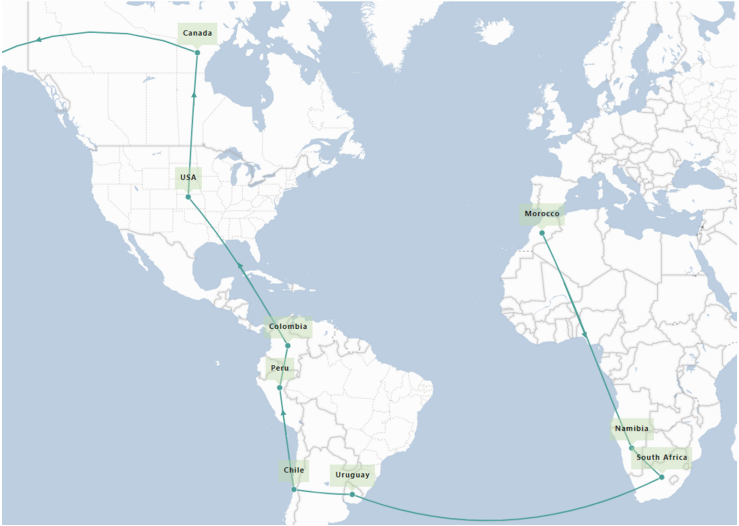 Canada
USA
Morocco
Colombia
Peru
Namibia
South Africa
Chile
Uruguay